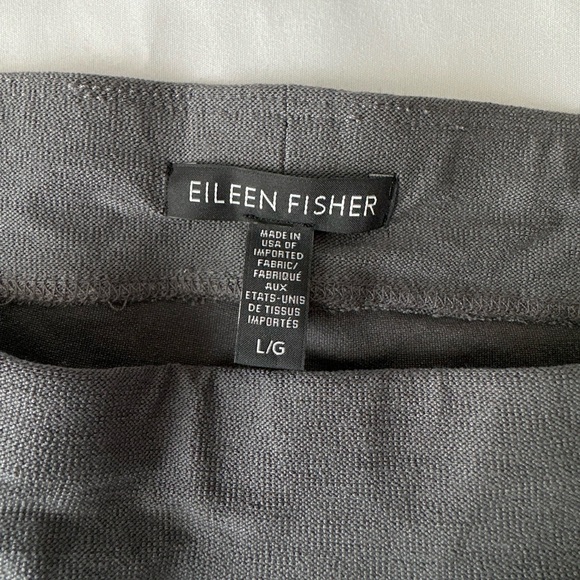 EILEEN FISHER
MADE IN
USA OF
IMPORTED
FABRIC/
FABRIQUÉ
AUX
ETATS-UNIS
DE TISSUS
IMPORTÉS
L/G